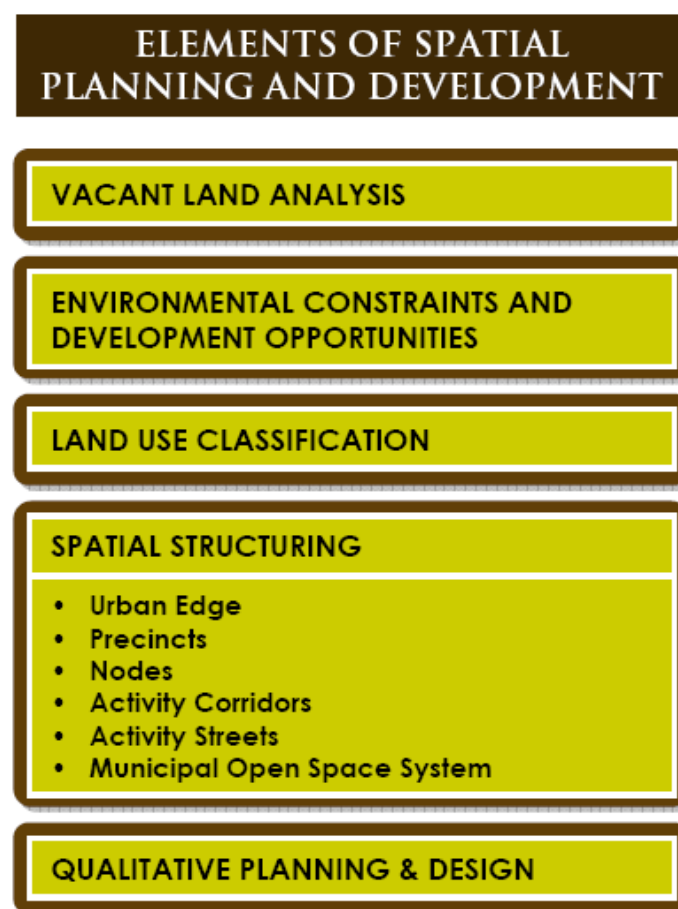 ELEMENTS OF SPATIAL
PLANNING AND DEVELOPMENT
VACANT LAND ANALYSIS
ENVIRONMENTAL CONSTRAINTS AND
DEVELOPMENT OPPORTUNITIES
LAND USE CLASSIFICATION
SPATIAL STRUCTURING
• Urban Edge
• Precincts
• Nodes
• Activity Corridors
• Activity Streets
• Municipal Open Space System
QUALITATIVE PLANNING & DESIGN